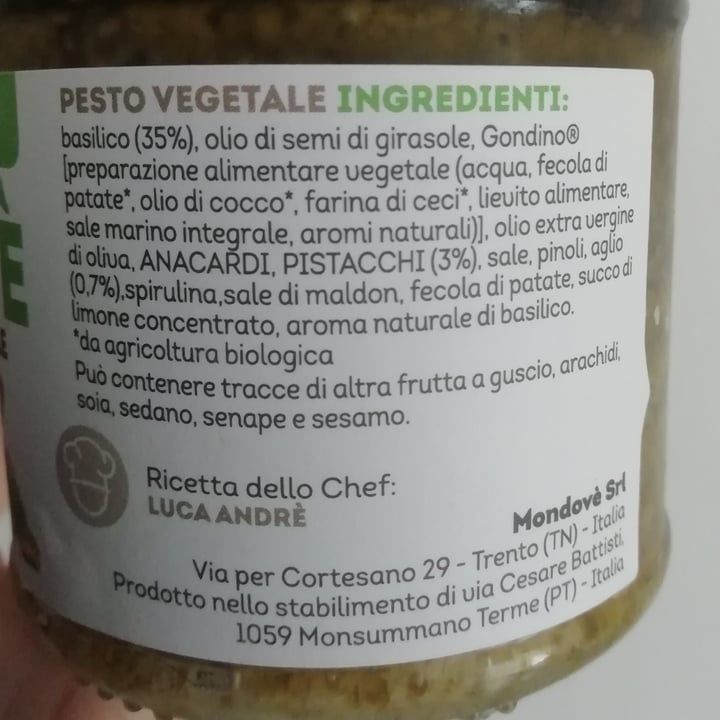 PESTO VEGETALE INGREDIENTI:
basilico (35%), olio di semi di girasole, Gondino®
[preparazione alimentare vegetale (acqua, fecola di
patate*, olio di cocco*, farina di ceci*, lievito alimentare,
sale marino integrale, aromi naturali)], olio extra vergine
di oliva, ANACARDI, PISTACCHI (3%), sale, pinoli, aglio
(0,7%),spirulina,sale di maldon, fecola di patate, succo di
limone concentrato, aroma naturale di basilico.
*da agricoltura biologica
Può contenere tracce di altra frutta a guscio, arachidi,
soia, sedano, senape e sesamo.
Ricetta dello Chef:
LUCA ANDRÈ
Mondovè Srl
Via per Cortesano 29 - Trento (TN) - Italia
Prodotto nello stabilimento di via Cesare Battisti,
1059 Monsummano Terme (PT) - Italia